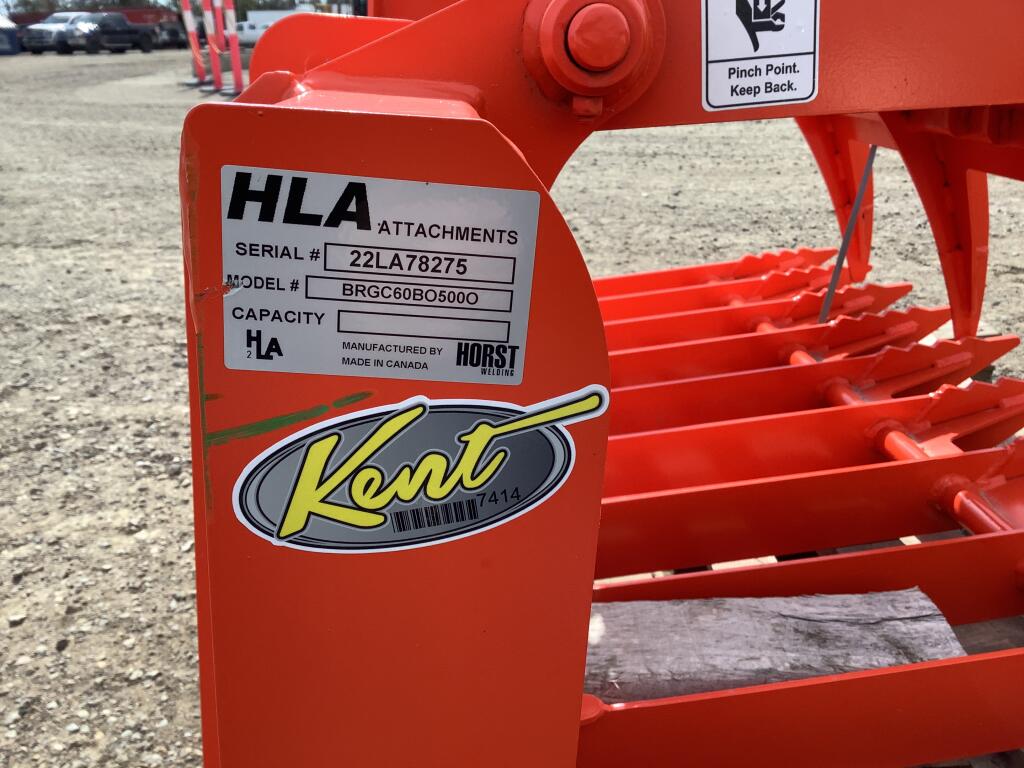 Pinch Point.
Keep Back.
HLA ATTACHMENTS
SERIAL # 22LA78275
MODEL # BRGC60BO500O
CAPACITY
HLA
2
MANUFACTURED BY
MADE IN CANADA
HORST
WELDING
Kent
7414